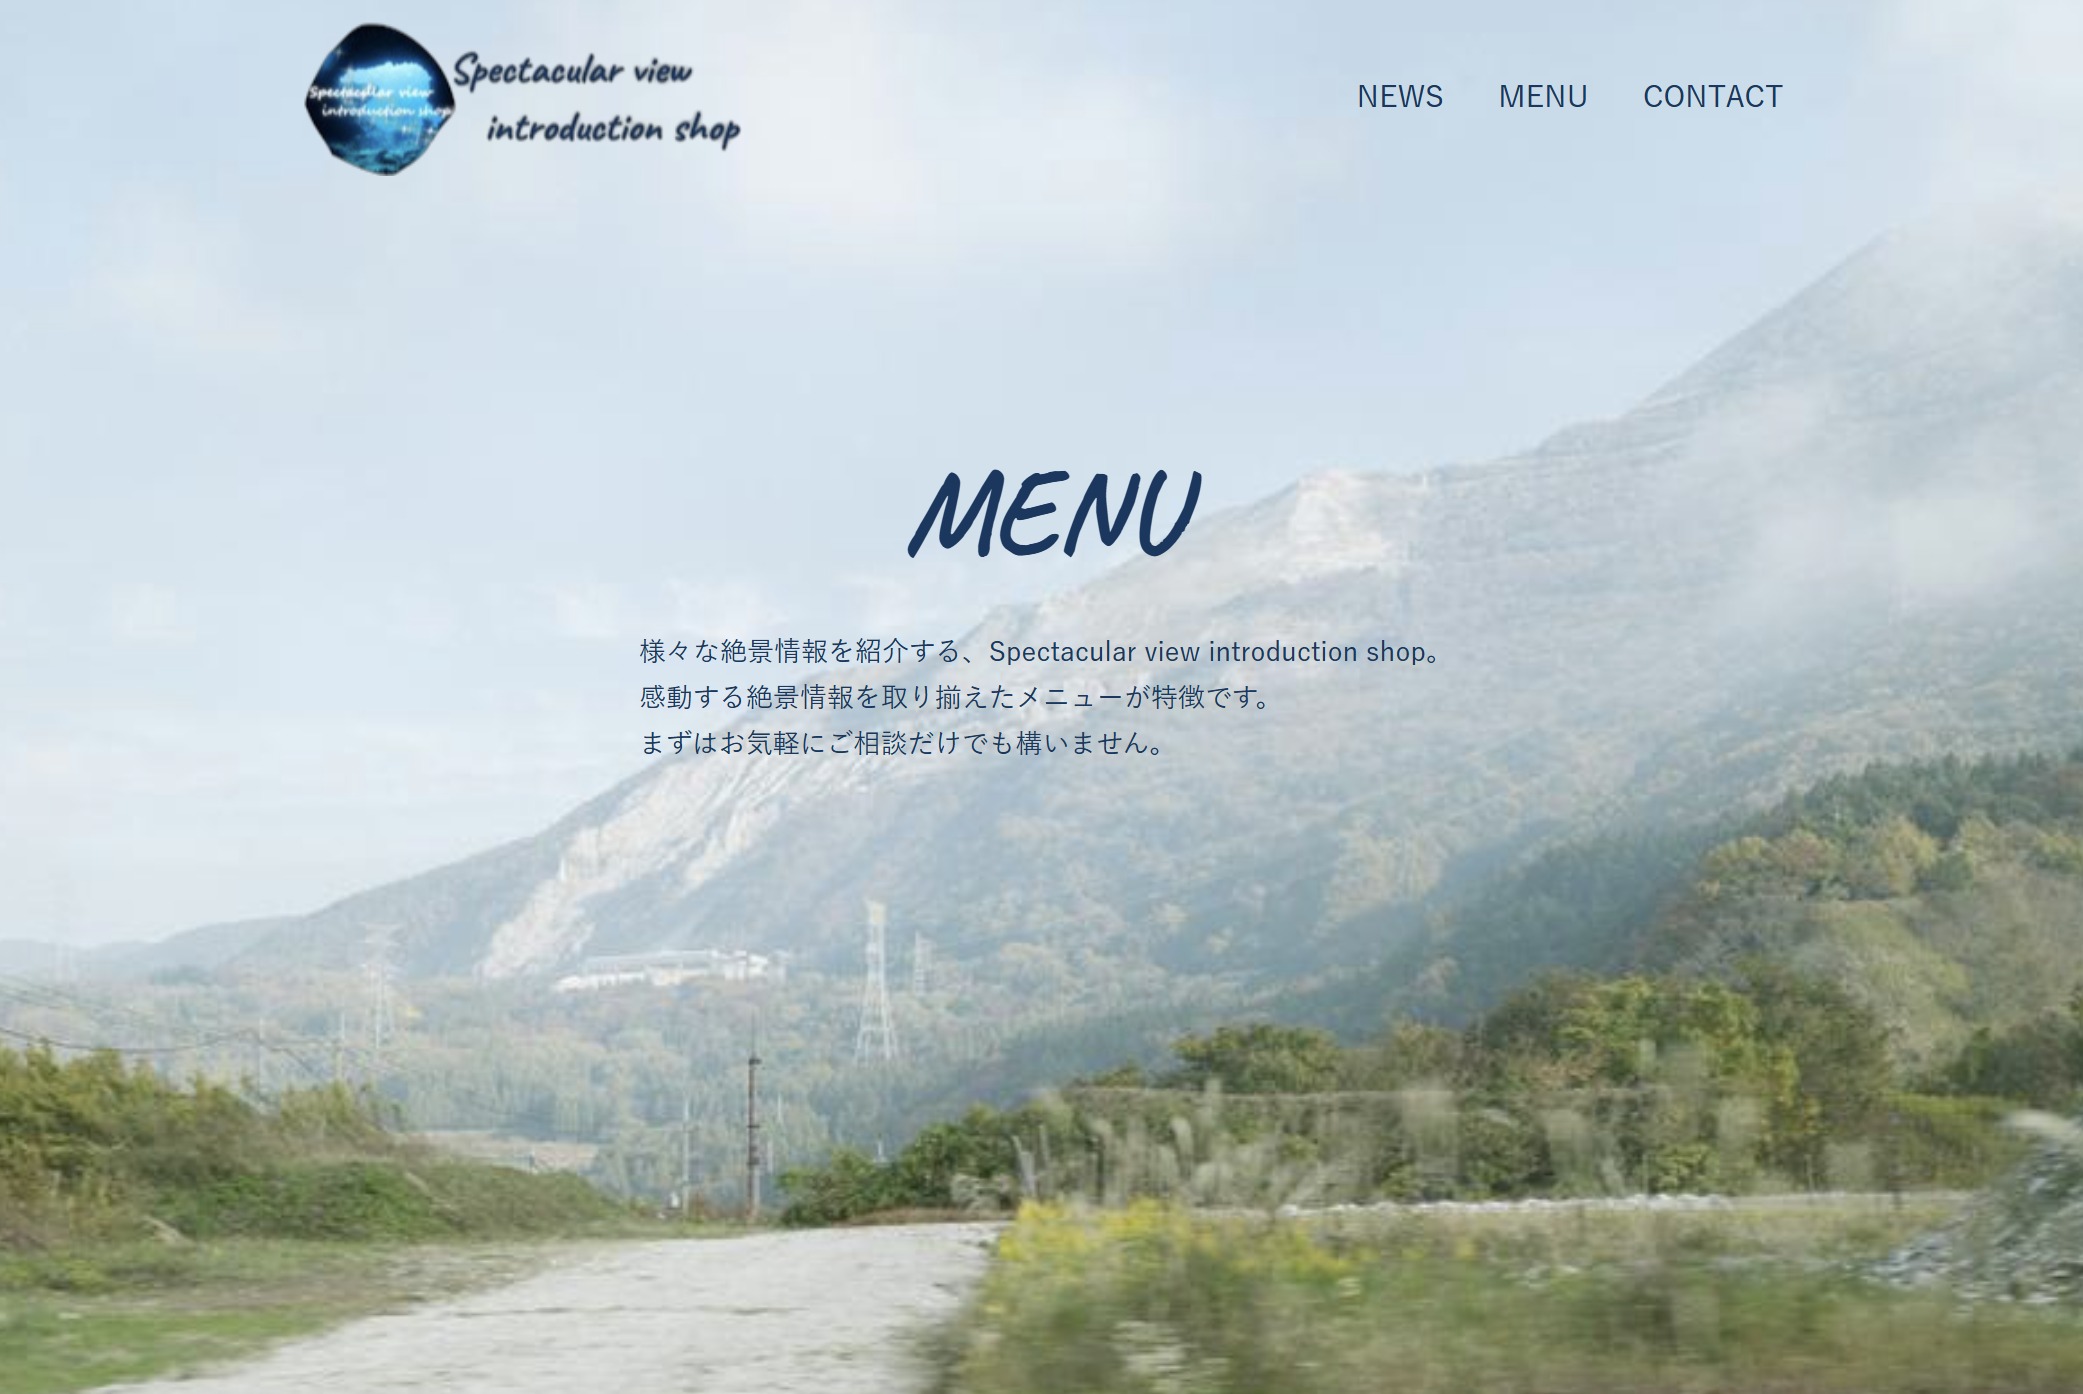 Spectacular view
introduction shop
Spectacular view
introduction shop
NEWS MENU CONTACT
MENU
様々な絶景情報を紹介する、Spectacular view introduction shop。
感動する絶景情報を取り揃えたメニューが特徴です。
まずはお気軽にご相談だけでも構いません。